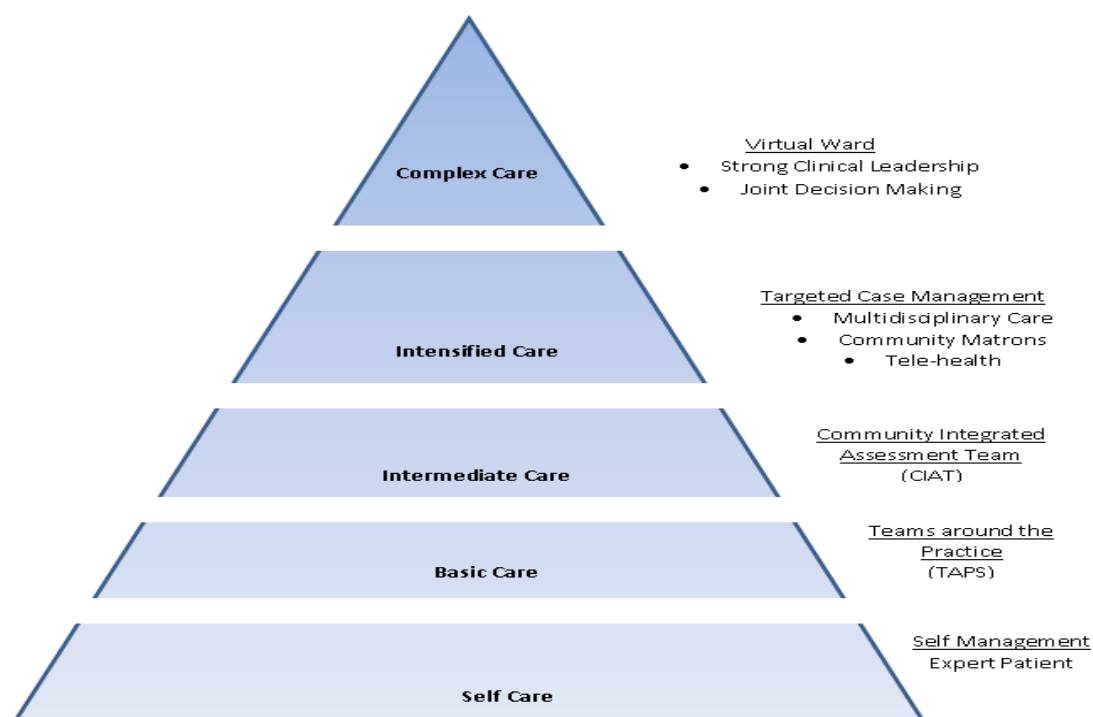 Virtual Ward
• Strong Clinical Leadership
• Joint Decision Making
Complex Care
Targeted Case Management
• Multidisciplinary Care
• Community Matrons
• Tele-health
Intensified Care
Community Integrated
Assessment Team
(CIAT)
Intermediate Care
Teams around the
Practice
(TAPS)
Basic Care
Self Management
Expert Patient
Self Care